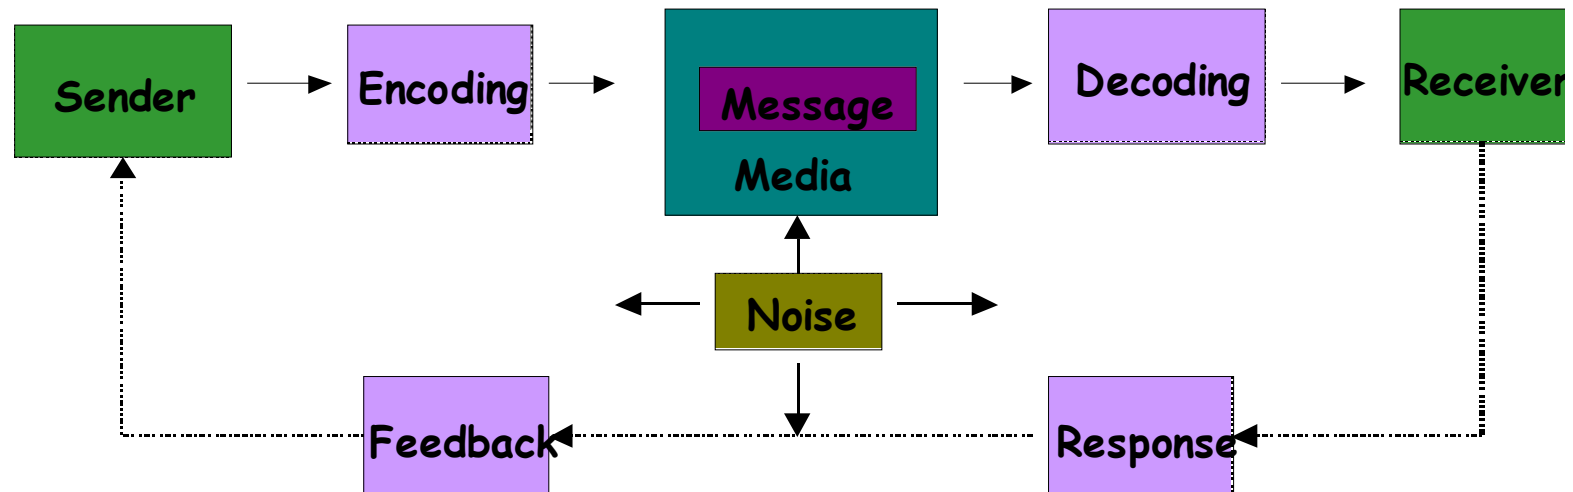 Sender
Encoding
Message
Media
Decoding
Receiver
Noise
Feedback
Response